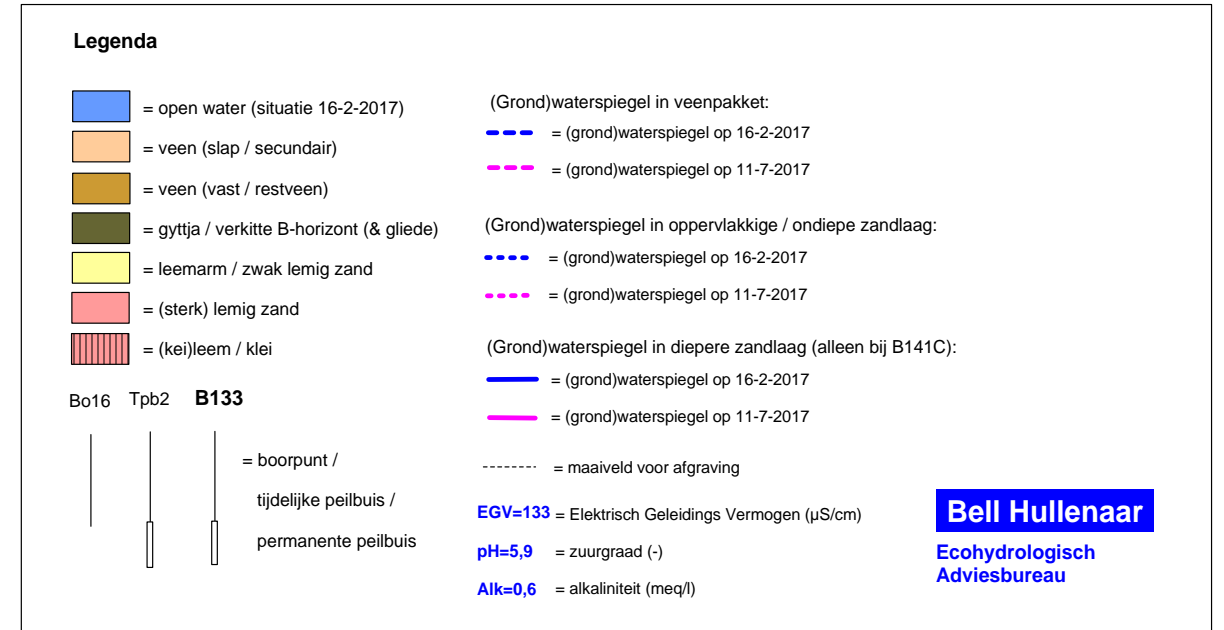 Legenda
= open water (situatie 16-2-2017)
= veen (slap / secundair)
= veen (vast / restveen)
= gyttja / verkitte B-horizont (& gliede)
= leemarm / zwak lemig zand
= (sterk) lemig zand
= (kei)leem / klei
Bo16 Tpb2 B133
= boorpunt /
tijdelijke peilbuis /
permanente peilbuis
(Grond)waterspiegel in veenpakket:
= (grond)waterspiegel op 16-2-2017
= (grond)waterspiegel op 11-7-2017
(Grond)waterspiegel in oppervlakkige / ondiepe zandlaag:
= (grond)waterspiegel op 16-2-2017
= (grond)waterspiegel op 11-7-2017
(Grond)waterspiegel in diepere zandlaag (alleen bij B141C):
= (grond)waterspiegel op 16-2-2017
= (grond)waterspiegel op 11-7-2017
= maaiveld voor afgraving
EGV=133 = Elektrisch Geleidings Vermogen (µS/cm)
pH=5,9 = zuurgraad (-)
Alk=0,6 = alkaliniteit (meq/l)
Bell Hullenaar
Ecohydrologisch
Adviesbureau